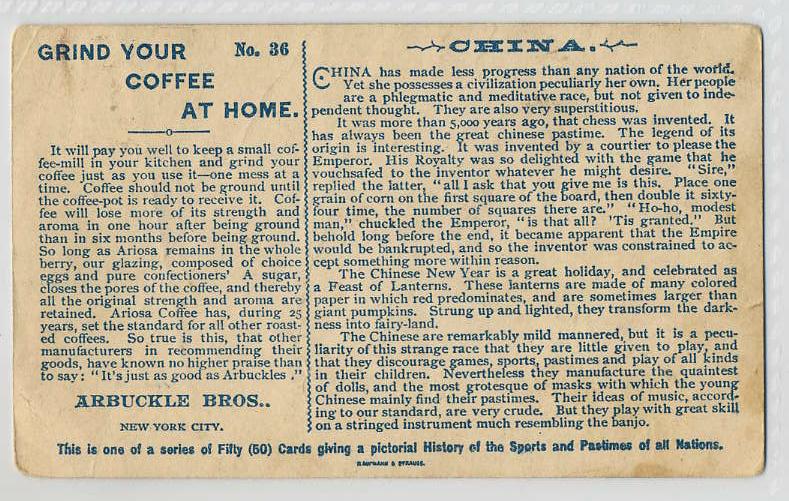 GRIND YOUR No. 36
COFFEE
AT HOME.
It will pay you well to keep a small cof-
fee-mill in your kitchen and grind your
coffee just as you use it—one mess at a
time. Coffee should not be ground until
the coffee-pot is ready to receive it. Cof-
fee will lose more of its strength and
aroma in one hour after being ground
than in six months before being ground.
So long as Ariosa remains in the whole
berry, our glazing, composed of choice
eggs and pure confectioners' A sugar,
closes the pores of the coffee, and thereby
all the original strength and aroma are
retained. Ariosa Coffee has, during 25
years, set the standard for all other roast-
ed coffees. So true is this, that other
manufacturers in recommending their
goods, have known no higher praise than
to say: "It's just as good as Arbuckles ."
ARBUCKLE BROS..
NEW YORK CITY.
CHINA.
CHINA has made less progress than any nation of the world.
Yet she possesses a civilization peculiarly her own. Her people
are a phlegmatic and meditative race, but not given to inde-
pendent thought. They are also very superstitious.
It was more than 5,000 years ago, that chess was invented. It
has always been the great chinese pastime. The legend of its
origin is interesting. It was invented by a courtier to please the
Emperor. His Royalty was so delighted with the game that he
vouchsafed to the inventor whatever he might desire. "Sire,"
replied the latter, "all I ask that you give me is this. Place one
grain of corn on the first square of the board, then double it sixty-
four time, the number of squares there are." "Ho-ho, modest
man," chuckled the Emperor, "is that all? 'Tis granted." But
behold long before the end, it became apparent that the Empire
would be bankrupted, and so the inventor was constrained to ac-
cept something more within reason.
The Chinese New Year is a great holiday, and celebrated as
a Feast of Lanterns. These lanterns are made of many colored
paper in which red predominates, and are sometimes larger than
giant pumpkins. Strung up and lighted, they transform the dark-
ness into fairy-land.
The Chinese are remarkably mild mannered, but it is a pecu-
liarity of this strange race that they are little given to play, and
that they discourage games, sports, pastimes and play of all kinds
in their children. Nevertheless they manufacture the quaintest
of dolls, and the most grotesque of masks with which the young
Chinese mainly find their pastimes. Their ideas of music, accord-
ing to our standard, are very crude. But they play with great skill
on a stringed instrument much resembling the banjo.
This is one of a series of Fifty (50) Cards giving a pictorial History of the Sports and Pastimes of all Nations.
KAUFMANN & STRAUSS.